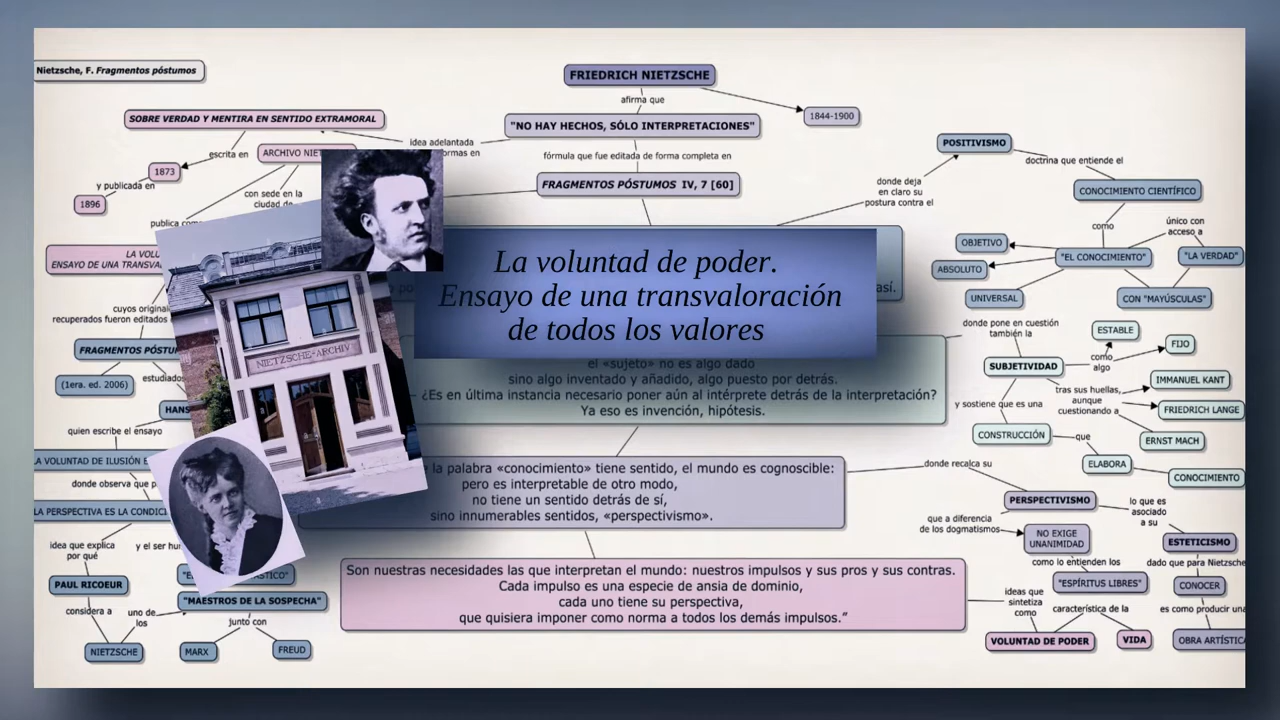 Nietzsche, F. Fragmentos póstumos
FRIEDRICH NIETZSCHE
afirma que
1844-1900
SOBRE VERDAD Y MENTIRA EN SENTIDO EXTRAMORAL
"NO HAY HECHOS, SÓLO INTERPRETACIONES"
idea adelantada
formas en
escrita en
ARCHIVO
fórmula que fue editada de forma completa en
1873
y publicada en
1896
con sede en la
ciudad de
publica
FRAGMENTOS PÓSTUMOS IV, 7 [60]
POSITIVISMO
doctrina que entiende el
donde deja
en claro su
postura contra el
CONOCIMIENTO CIENTÍFICO
como
único con
acceso a
OBJETIVO
"EL CONOCIMIENTO"
"LA VERDAD"
ABSOLUTO
UNIVERSAL
CON "MAYÚSCULAS"
LA
ENSAYO DE UNA
NIETZSCHE-ARCHIV
La voluntad de poder.
Ensayo de una transvaloración
de todos los valores
así.
cuyos
recuperados fueron editados
FRAGMENTOS
(1era. ed. 2006)
HANS
quien escribe el ensayo
LA VOLUNTAD DE ILUSIÓN
donde observa que
LA PERSPECTIVA ES LA
idea que explica
por qué
y el ser
PAUL RICOEUR
considera a
uno de
los
"MAESTROS DE LA SOSPECHA"
junto con
NIETZSCHE
MARX
FREUD
el «sujeto» no es algo dado
sino algo inventado y añadido, algo puesto por detrás.
¿Es en última instancia necesario poner aún al intérprete detrás de la interpretación?
Ya eso es invención, hipótesis.
la palabra «conocimiento» tiene sentido, el mundo es cognoscible:
pero es interpretable de otro modo,
no tiene un sentido detrás de sí,
sino innumerables sentidos, «perspectivismo».
Son nuestras necesidades las que interpretan el mundo: nuestros impulsos y sus pros y sus contras.
Cada impulso es una especie de ansia de dominio,
cada uno tiene su perspectiva,
que quisiera imponer como norma a todos los demás impulsos."
donde pone en cuestión
también la
ESTABLE
FIJO
como
algo
SUBJETIVIDAD
IMMANUEL KANT
tras sus huellas,
aunque
cuestionando a
FRIEDRICH LANGE
ERNST MACH
y sostiene que es una
CONSTRUCCIÓN
que
ELABORA
CONOCIMIENTO
donde recalca su
PERSPECTIVISMO
lo que es
asociado
a su
que a diferencia
de los dogmatismos
NO EXIGE
UNANIMIDAD
ESTETICISMO
como lo entienden los
dado que para Nietzsche
"ESPÍRITUS LIBRES"
CONOCER
ideas que
sintetiza
como
característica de la
es como producir una
VOLUNTAD DE PODER
VIDA
OBRA ARTÍSTICA